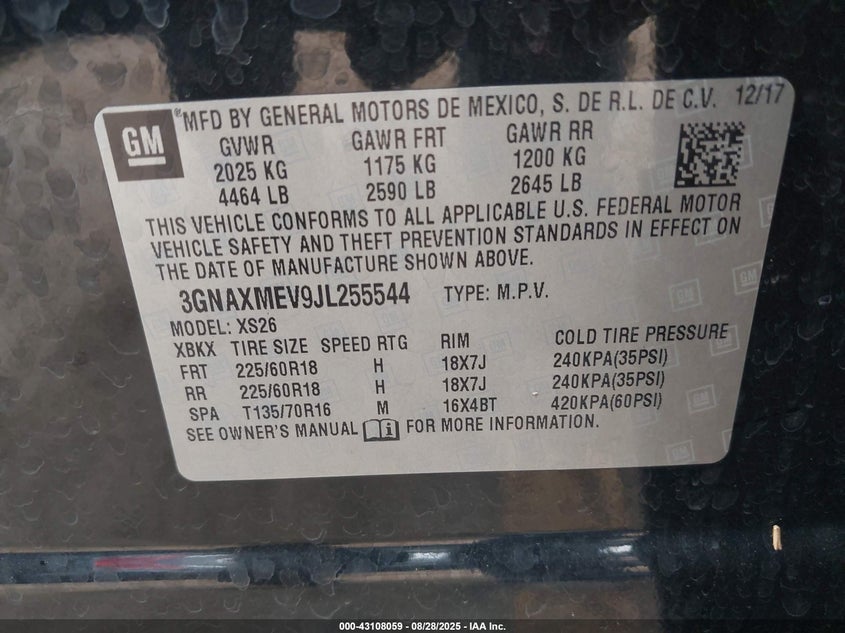 GM
®MFD BY GENERAL MOTORS DE MEXICO, S. DE R.L. DE C.V. 12/17
GVWR GAWR FRT GAWR RR
2025 KG 1175 KG 1200 KG
4464 LB 2590 LB 2645 LB
THIS VEHICLE CONFORMS TO ALL APPLICABLE U.S. FEDERAL MOTOR
VEHICLE SAFETY AND THEFT PREVENTION STANDARDS IN EFFECT ON
THE DATE OF MANUFACTURE SHOWN ABOVE.
3GNAXMEV9JL255544 TYPE: M.P.V.
MODEL: XS26
XBKX TIRE SIZE SPEED RTG RIM COLD TIRE PRESSURE
FRT 225/60R18 H 18X7J 240KPA(35PSI)
RR 225/60R18 H 18X7J 240KPA(35PSI)
SPA T135/70R16 M 16X4BT 420KPA(60PSI)
SEE OWNER'S MANUAL i FOR MORE INFORMATION.
000-43108059 - 08/28/2025 - IAA Inc.